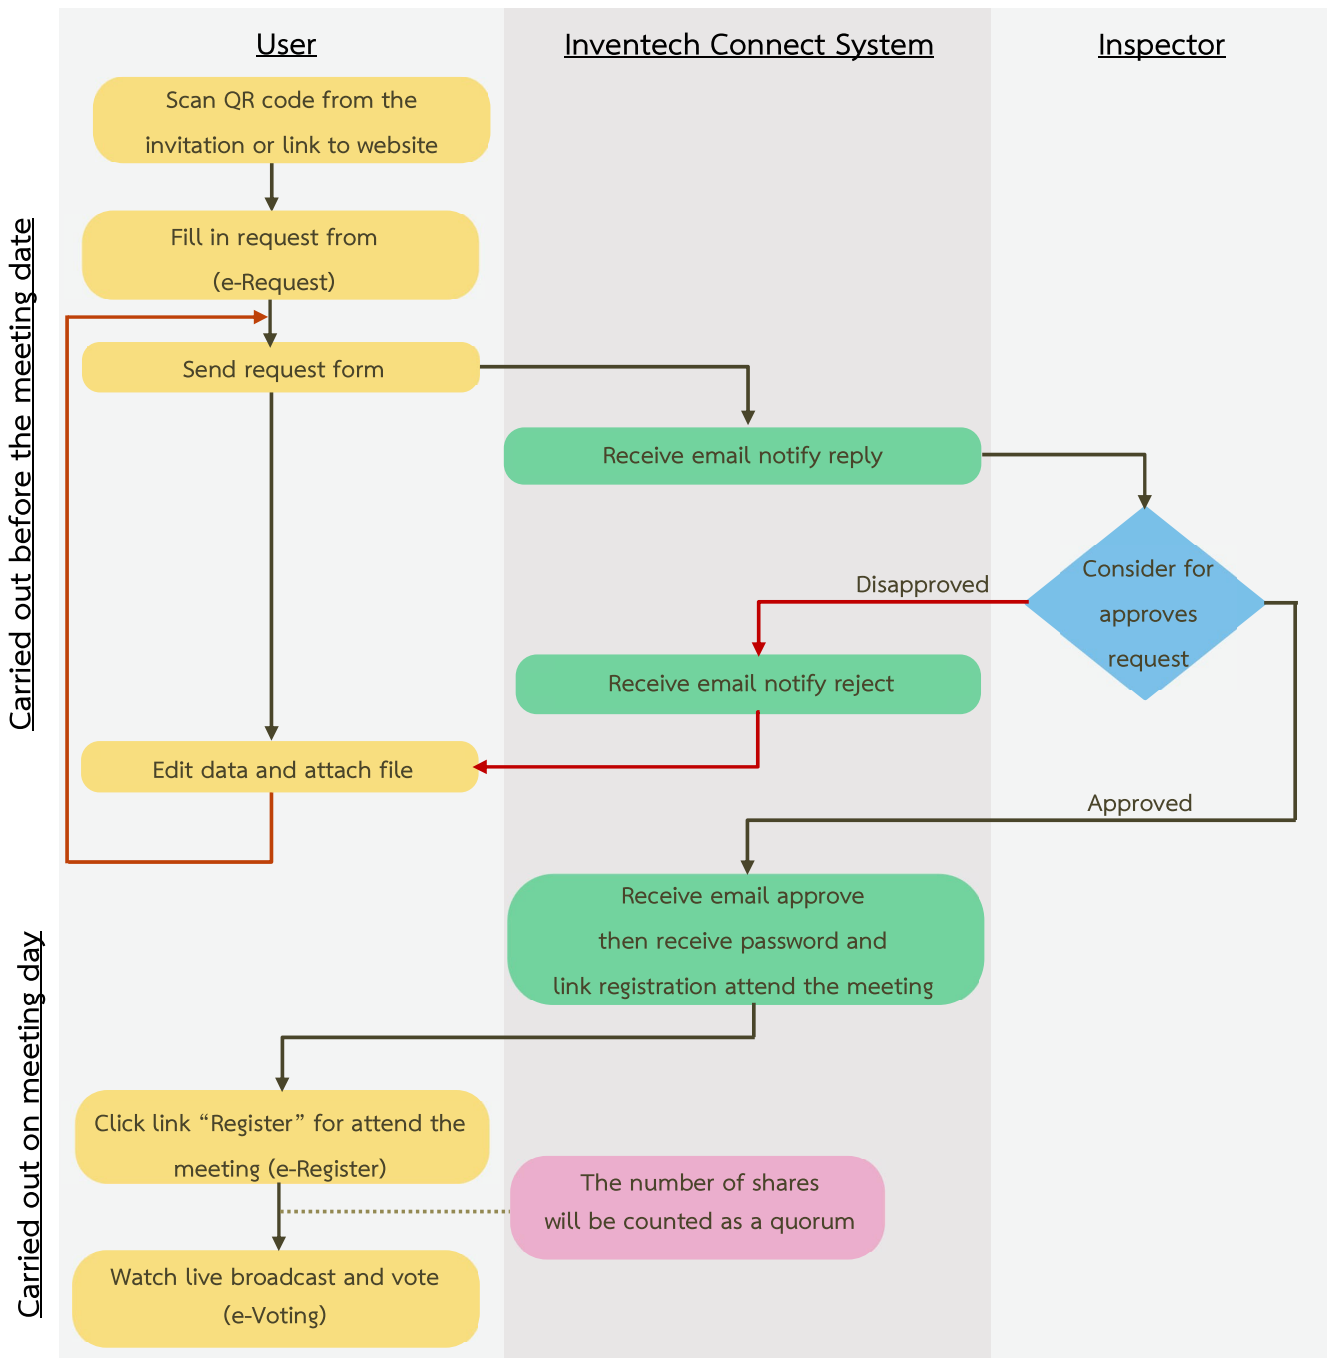 User
Inventech Connect System
Inspector
Carried out before the meeting date
Scan QR code from the
invitation or link to website
Fill in request from
(e-Request)
Send request form
Receive email notify reply
Consider for
approves
request
Disapproved
Receive email notify reject
Edit data and attach file
Approved
Receive email approve
then receive password and
link registration attend the meeting
Carried out on meeting day
Click link “Register” for attend the
meeting (e-Register)
The number of shares
will be counted as a quorum
Watch live broadcast and vote
(e-Voting)